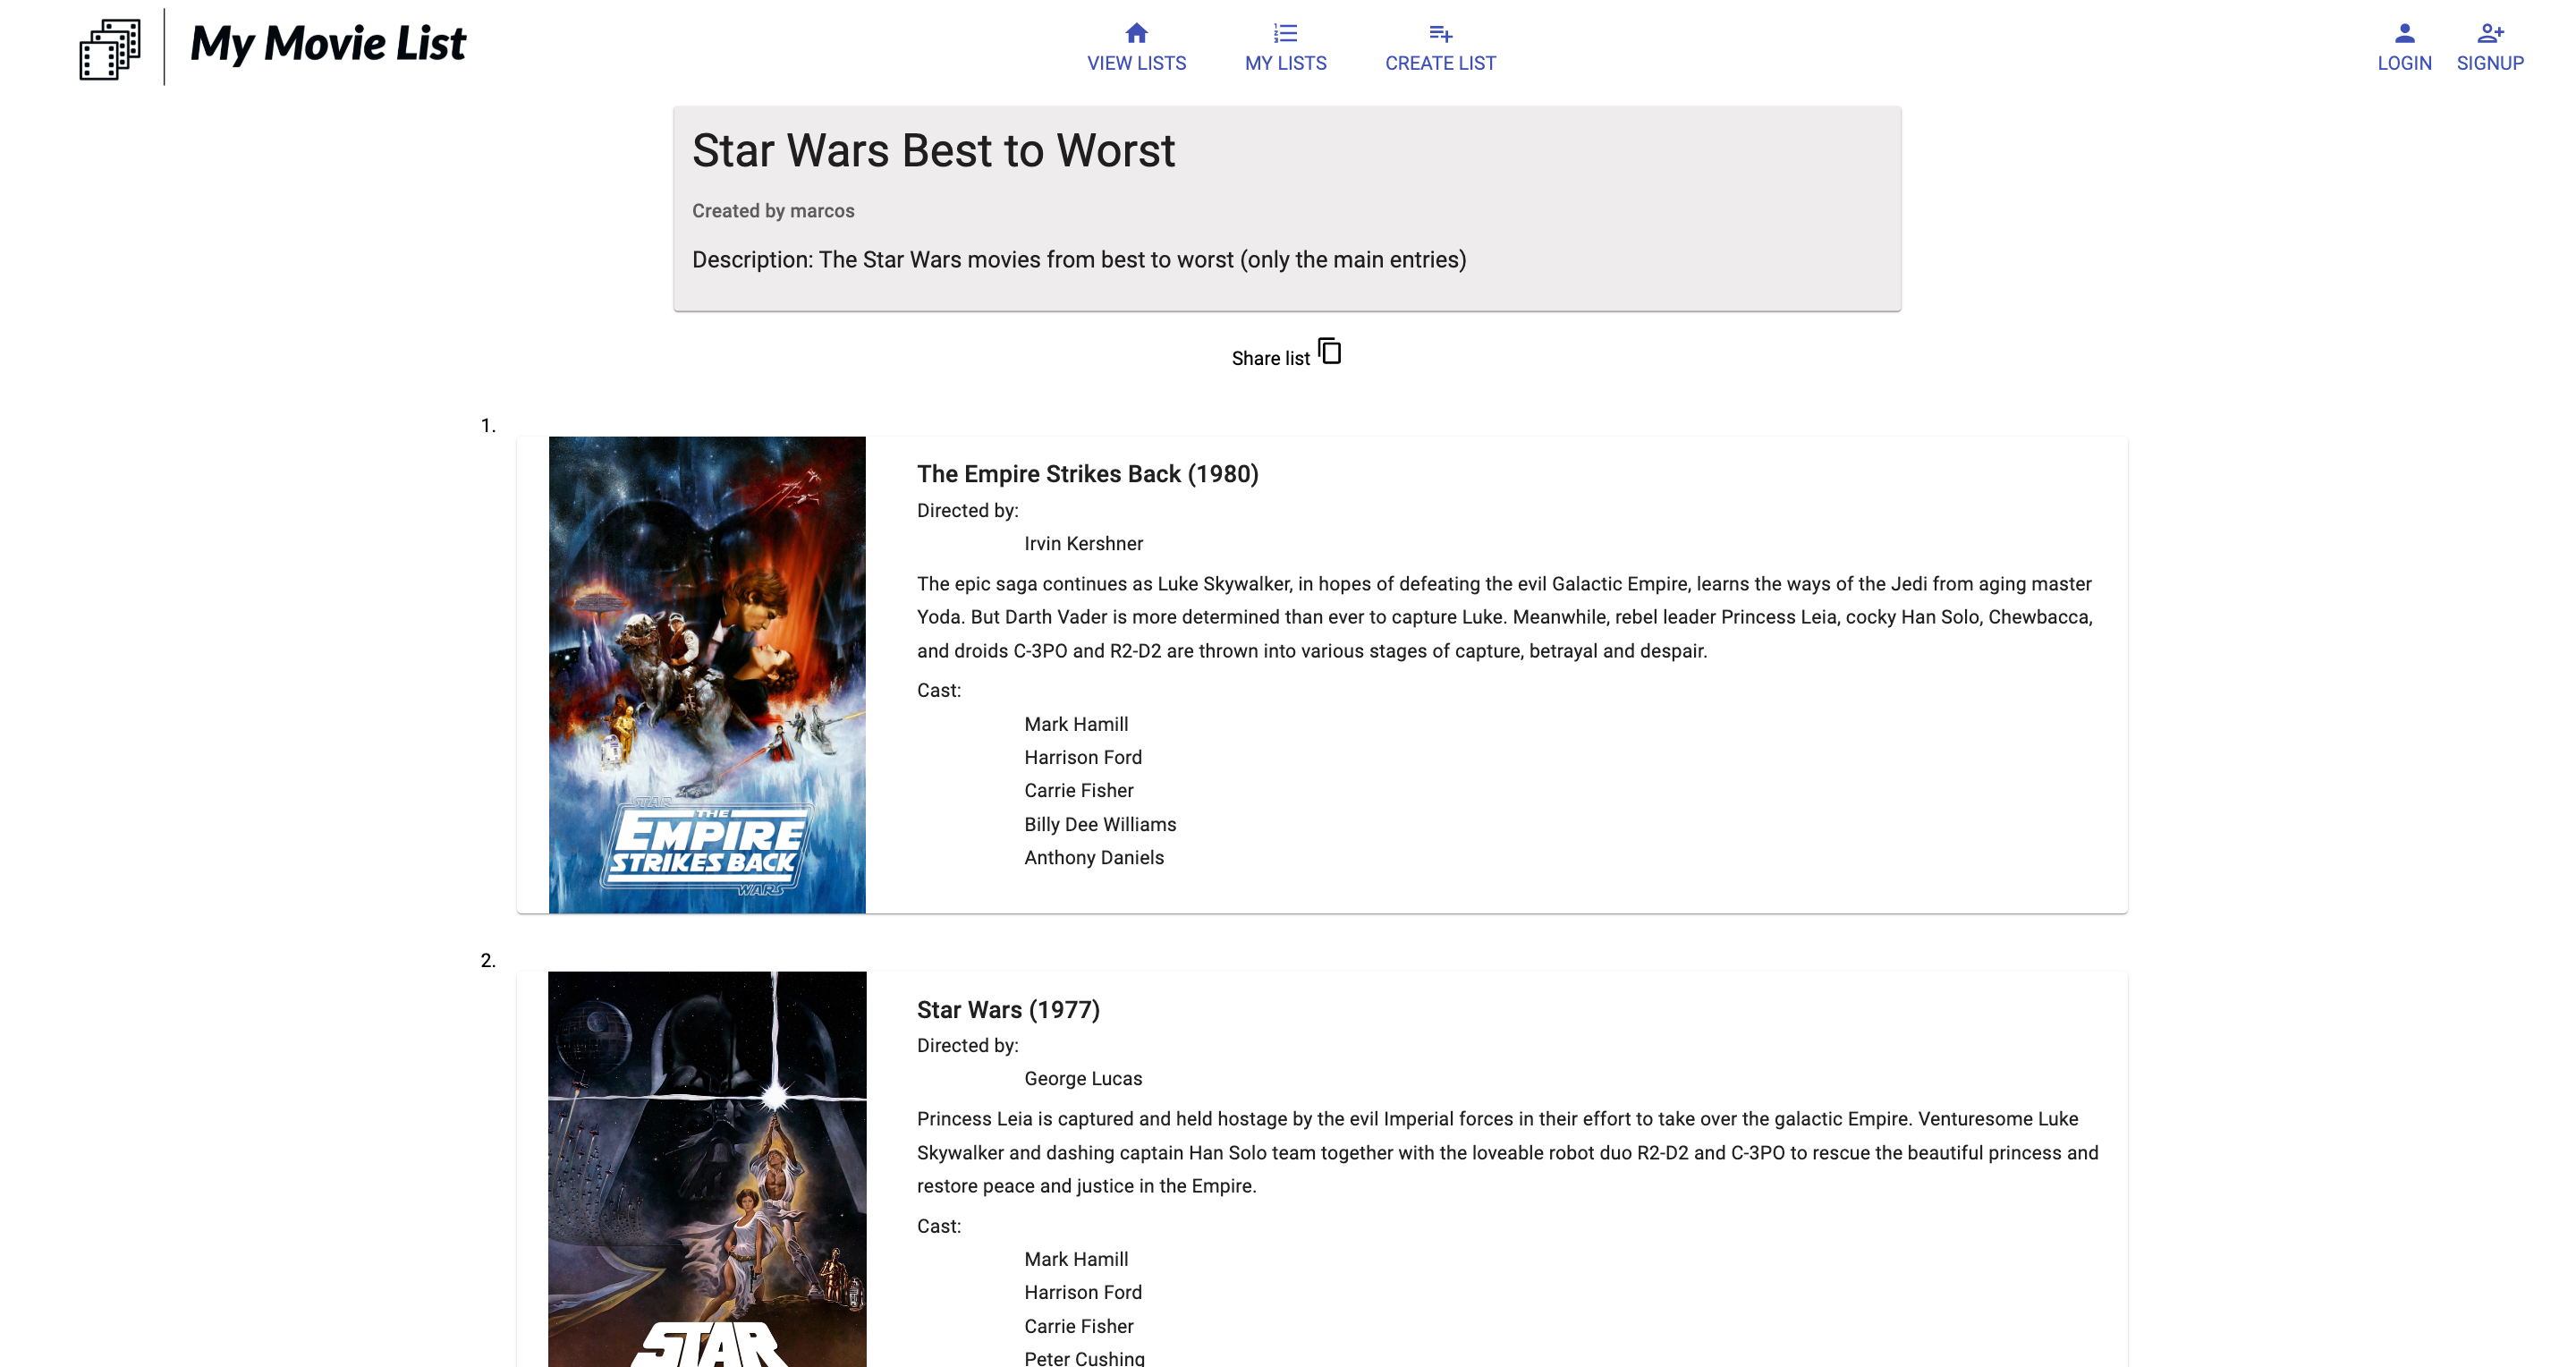 My Movie List
VIEW LISTS
MY LISTS
CREATE LIST
LOGIN
SIGNUP
Star Wars Best to Worst
Created by marcos
Description: The Star Wars movies from best to worst (only the main entries)
Share list
1.
STAR
THE
EMPIRE
STRIKES BACK
WARS
The Empire Strikes Back (1980)
Directed by:
Irvin Kershner
The epic saga continues as Luke Skywalker, in hopes of defeating the evil Galactic Empire, learns the ways of the Jedi from aging master
Yoda. But Darth Vader is more determined than ever to capture Luke. Meanwhile, rebel leader Princess Leia, cocky Han Solo, Chewbacca,
and droids C-3PO and R2-D2 are thrown into various stages of capture, betrayal and despair.
Cast:
Mark Hamill
Harrison Ford
Carrie Fisher
Billy Dee Williams
Anthony Daniels
2.
STAR
Star Wars (1977)
Directed by:
George Lucas
Princess Leia is captured and held hostage by the evil Imperial forces in their effort to take over the galactic Empire. Venturesome Luke
Skywalker and dashing captain Han Solo team together with the loveable robot duo R2-D2 and C-3PO to rescue the beautiful princess and
restore peace and justice in the Empire.
Cast:
Mark Hamill
Harrison Ford
Carrie Fisher
Peter Cushing